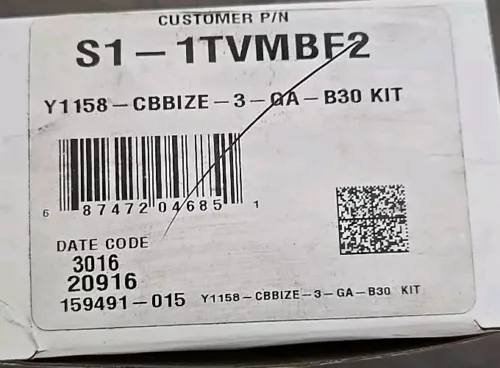 CUSTOMER P/N
S1-1TVMBF2
Y1158-CBBIZE-3-GA-B30 KIT
6 87472 04685 1
DATE CODE
3016
20916
159491-015 Y1158-CBBIZE-3-GA-B30 KIT